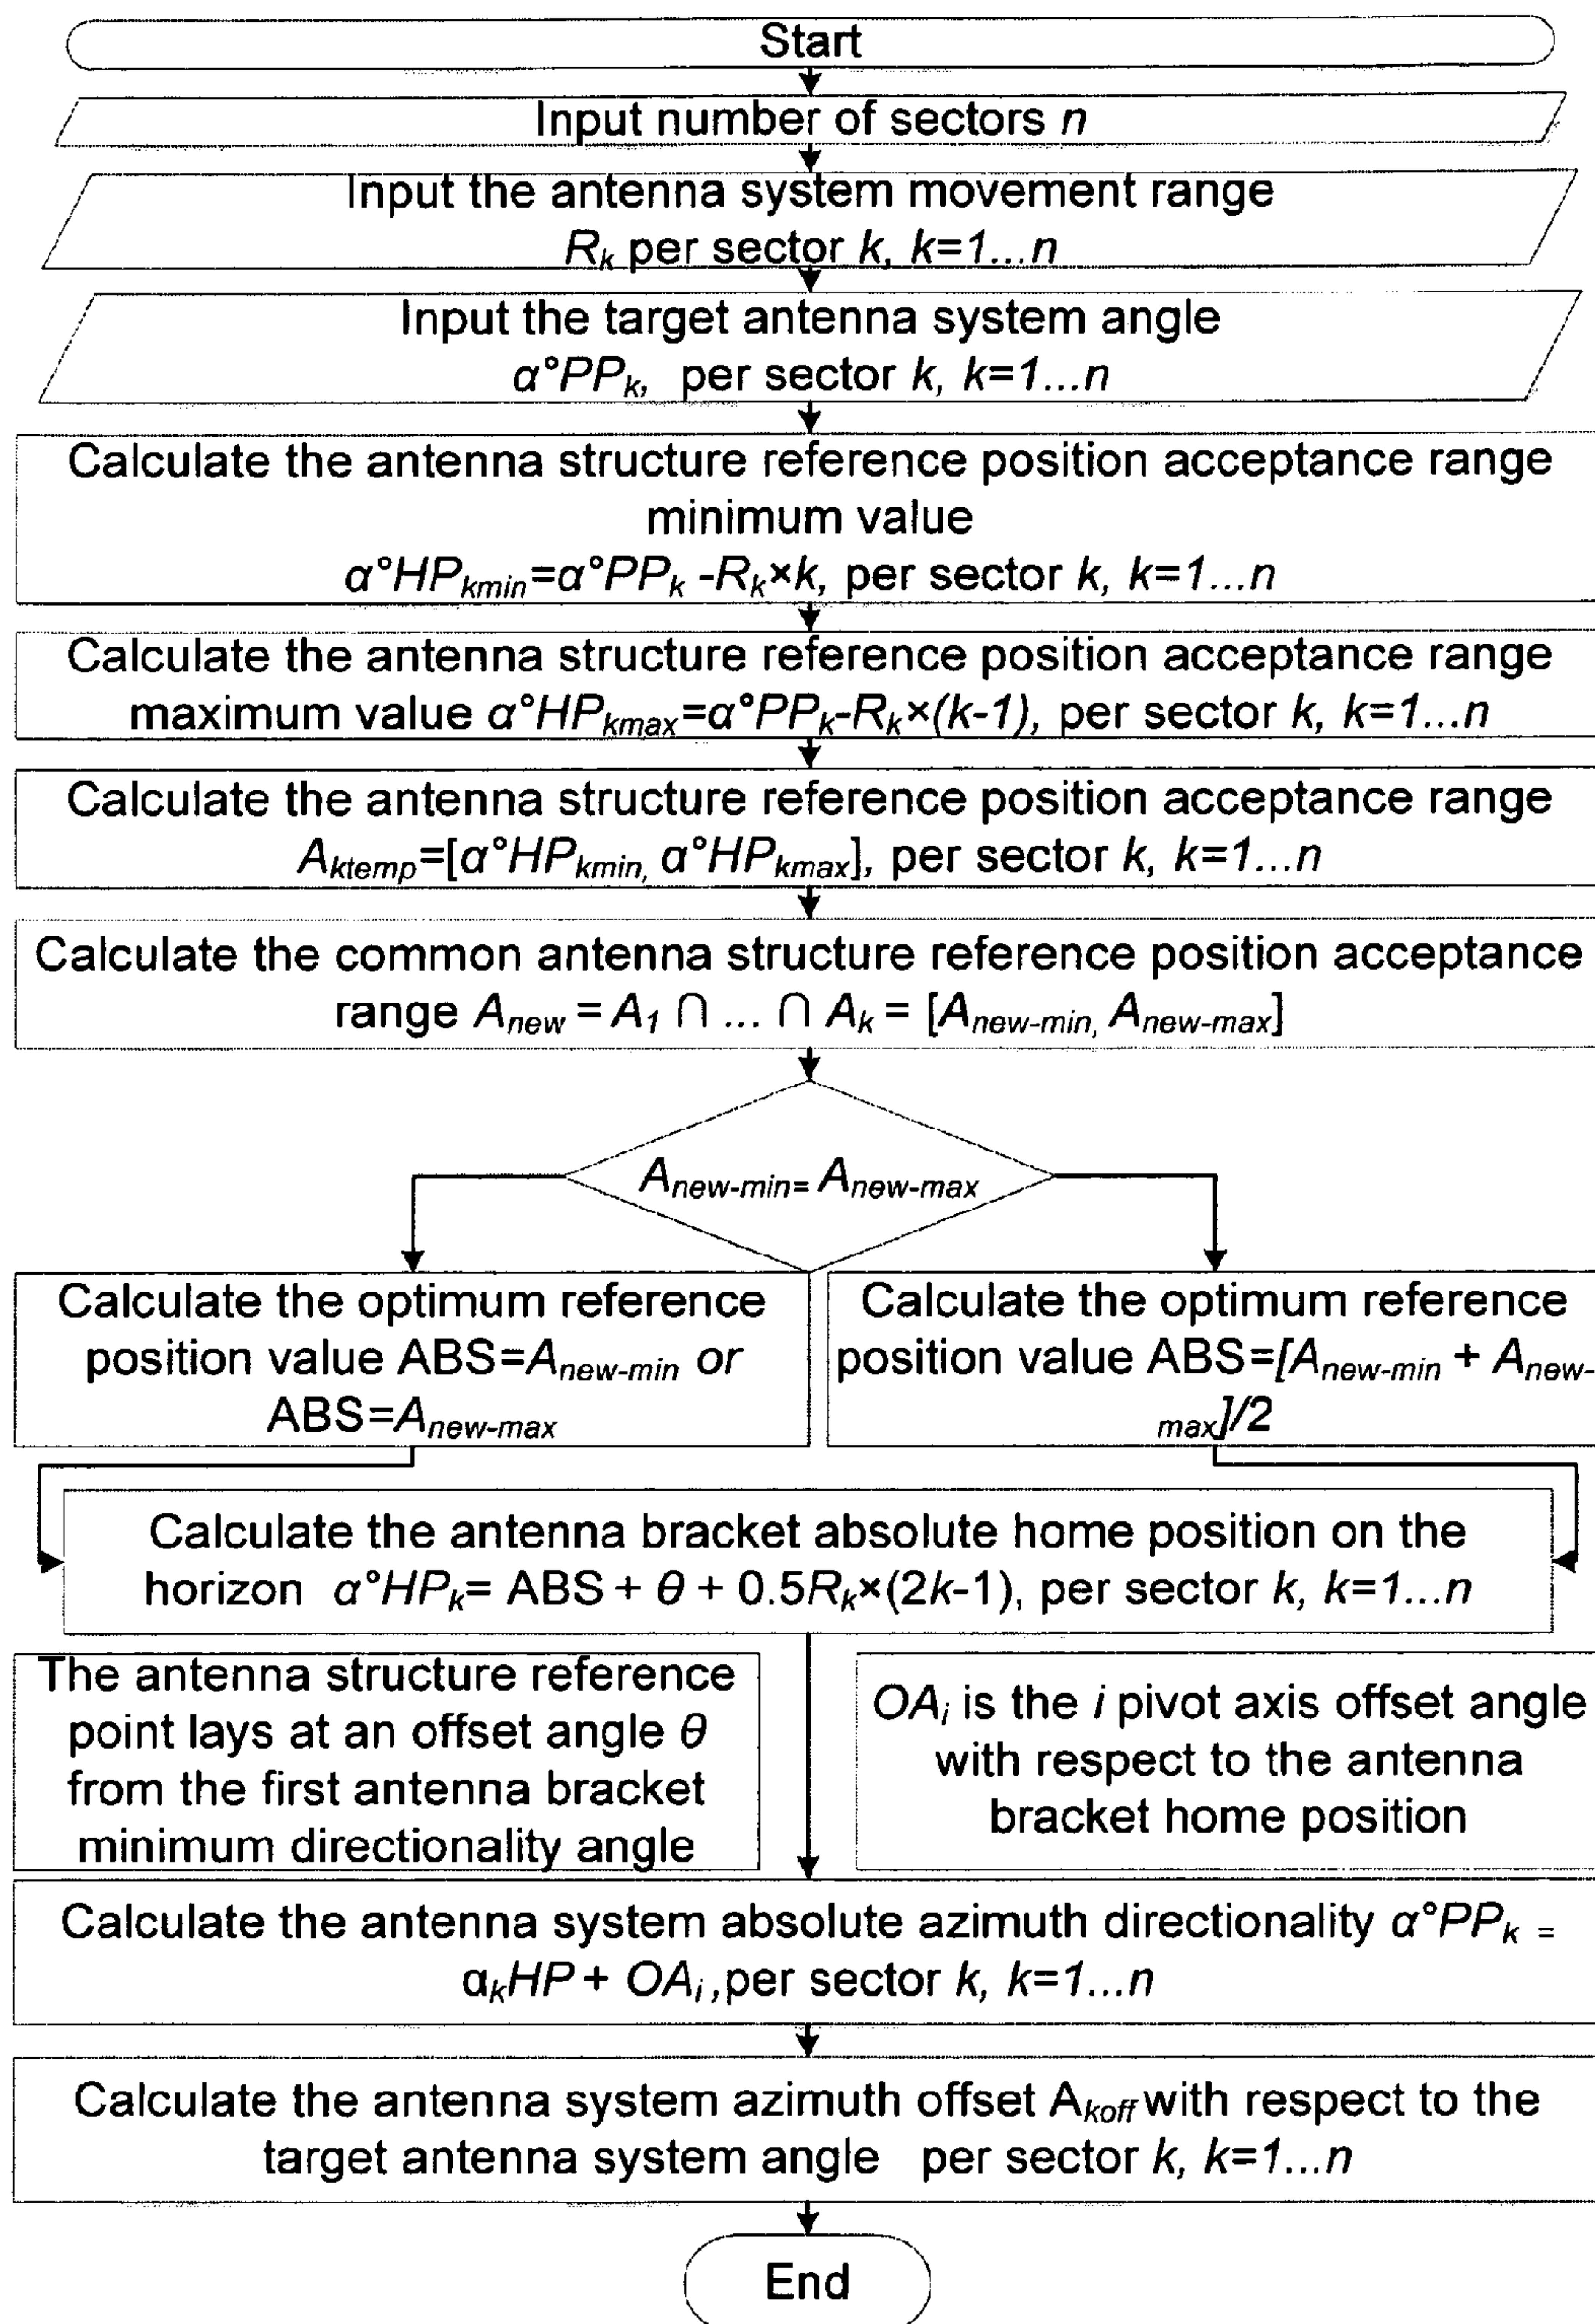 Start
Input number of sectors n
Input the antenna system movement range
Rk per sector k, k=1...n
Input the target antenna system angle
α°PPk, per sector k, k=1...n
Calculate the antenna structure reference position acceptance range
minimum value
α°HPkmin=α°PPk -Rk×k, per sector k, k=1...n
Calculate the antenna structure reference position acceptance range
maximum value α°HPkmax=α°PPk-Rk×(k-1), per sector k, k=1...n
Calculate the antenna structure reference position acceptance range
Aktemp=[α°HPkmin, α°HPkmax], per sector k, k=1...n
Calculate the common antenna structure reference position acceptance
range Anew = A1 ∩ ... ∩ Ak = [Anew-min, Anew-max]
Anew-min= Anew-max
Calculate the optimum reference
position value ABS=Anew-min or
ABS=Anew-max
Calculate the optimum reference
position value ABS=[Anew-min + Anew-
max]/2
Calculate the antenna bracket absolute home position on the
horizon α°HPk= ABS + θ + 0.5Rk×(2k-1), per sector k, k=1...n
The antenna structure reference
point lays at an offset angle θ
from the first antenna bracket
minimum directionality angle
OAi is the i pivot axis offset angle
with respect to the antenna
bracket home position
Calculate the antenna system absolute azimuth directionality α°PPk =
αkHP + OAi,per sector k, k=1...n
Calculate the antenna system azimuth offset Akoff with respect to the
target antenna system angle per sector k, k=1...n
End